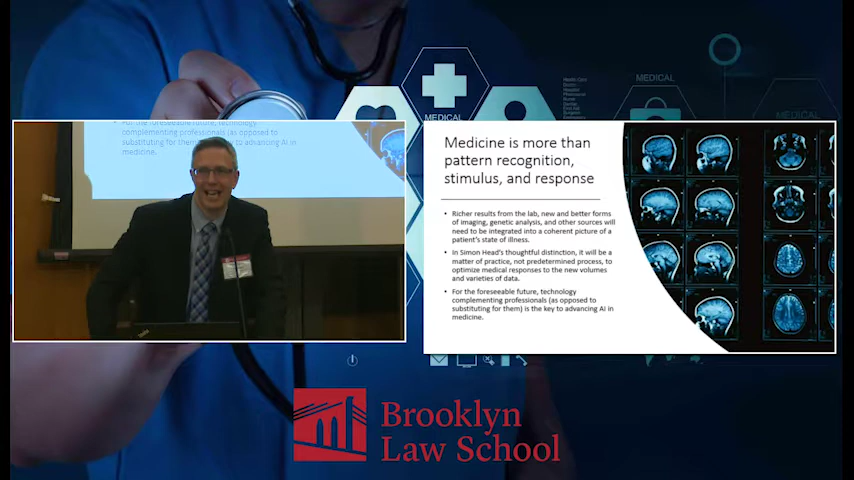 MEDICAL
MEDICAL
For the foreseeable future, technology
complementing professionals (as opposed to
substituting for them) is the key to advancing AI in
medicine.
Medicine is more than
pattern recognition,
stimulus, and response
• Richer results from the lab, new and better forms
of imaging, genetic analysis, and other sources will
need to be integrated into a coherent picture of a
patient's state of illness.
• In Simon Head's thoughtful distinction, it will be a
matter of practice, not predetermined process, to
optimize medical responses to the new volumes
and varieties of data.
• For the foreseeable future, technology
complementing professionals (as opposed to
substituting for them) is the key to advancing AI in
medicine.
Brooklyn
Law School